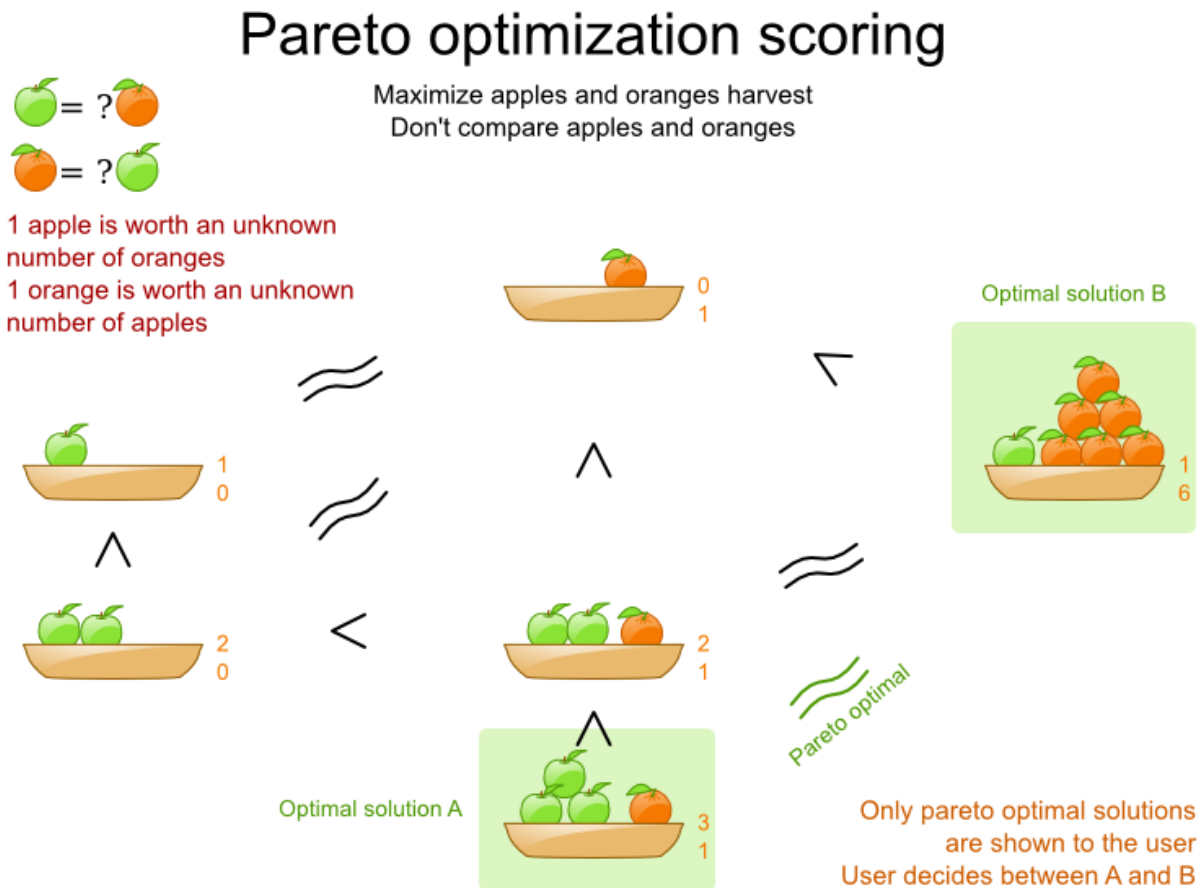 Pareto optimization scoring
Maximize apples and oranges harvest
Don't compare apples and oranges
= ?
= ?
1 apple is worth an unknown
number of oranges
1 orange is worth an unknown
number of apples
0
1
Optimal solution B
1
6
≈
<
1
0
<
≈
<
≈
2
0
<
2
1
≈
Pareto optimal
<
Optimal solution A
3
1
Only pareto optimal solutions
are shown to the user
User decides between A and B